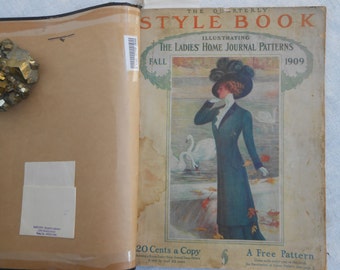 THE QUARTERLY
STYLE BOOK
ILLUSTRATING
THE LADIES' HOME JOURNAL PATTERNS
FALL 1909
20 Cents a Copy
A Free Pattern